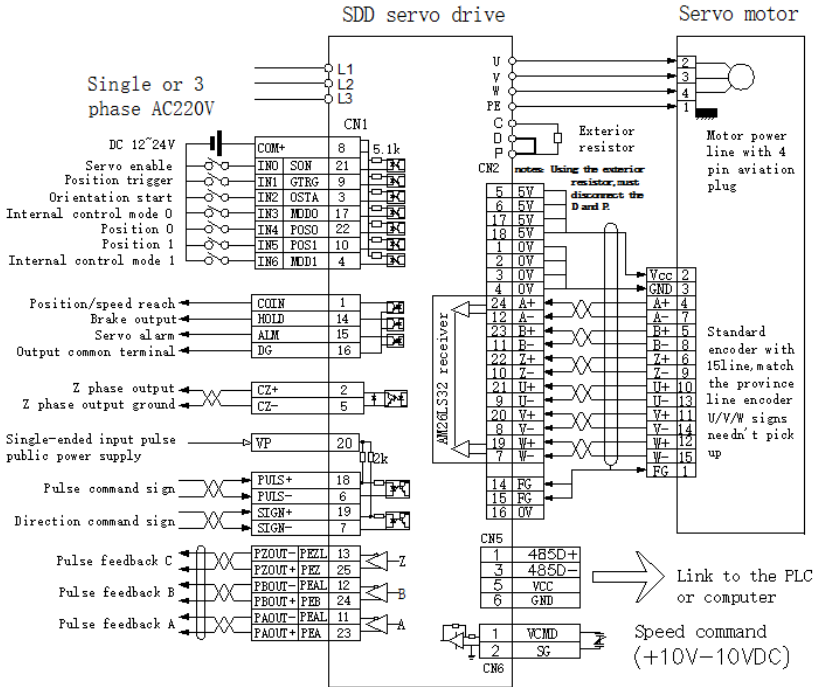 SDD servo drive
Servo motor
Single or 3
phase AC220V
L1
L2
L3
CN1
DC 12~24V COM+ 8 5.1k
Servo enable IN0 SON 21
Position trigger IN1 GTRG 9
Orientation start IN2 OSTA 3
Internal control mode 0 IN3 MOD0 17
Position 0 IN4 POS0 22
Position 1 IN5 POS1 10
Internal control mode 1 IN6 MOD1 4
Position/speed reach COIN 1
Brake output HOLD 14
Servo alarm ALM 15
Output common terminal DG 16
Z phase output CZ+ 2
Z phase output ground CZ- 5
Single-ended input pulse
public power supply
VP 20
2k
Pulse command sign
PULS+ 18
PULS- 6
Direction command sign
SIGN+ 19
SIGN- 7
Pulse feedback C
PZOUT- PEZL 13
PZOUT+ PEZ 25
Z
Pulse feedback B
PBOUT- PEAL 12
PBOUT+ PEB 24
B
Pulse feedback A
PAOUT- PEAL 11
PAOUT+ PEA 23
A
U
V
W
PE
C
D
P
2
3
4
1
Exterior
resistor
Motor power
line with 4
pin aviation
plug
CN2
notes: Using the exterior
resistor,must
disconnect the
D and P.
5 5V
6 5V
17 5V
18 5V
1 0V
2 0V
3 0V
4 0V
24 A+
12 A-
23 B+
11 B-
22 Z+
10 Z-
21 U+
9 U-
20 V+
8 V-
19 W+
7 W-
14 FG
15 FG
16 0V
AM26LS32 receiver
Vcc 2
GND 3
A+ 4
A- 7
B+ 5
B- 8
Z+ 6
Z- 9
U+ 10
U- 13
V+ 11
V- 14
W+ 12
W- 15
FG 1
Standard
encoder with
15line,match
the province
line encoder
U/V/W signs
needn't pick
up
CN5
1 485D+
3 485D-
5 VCC
6 GND
Link to the PLC
or computer
1 VCMD
2 SG
CN6
Speed command
(+10V-10VDC)